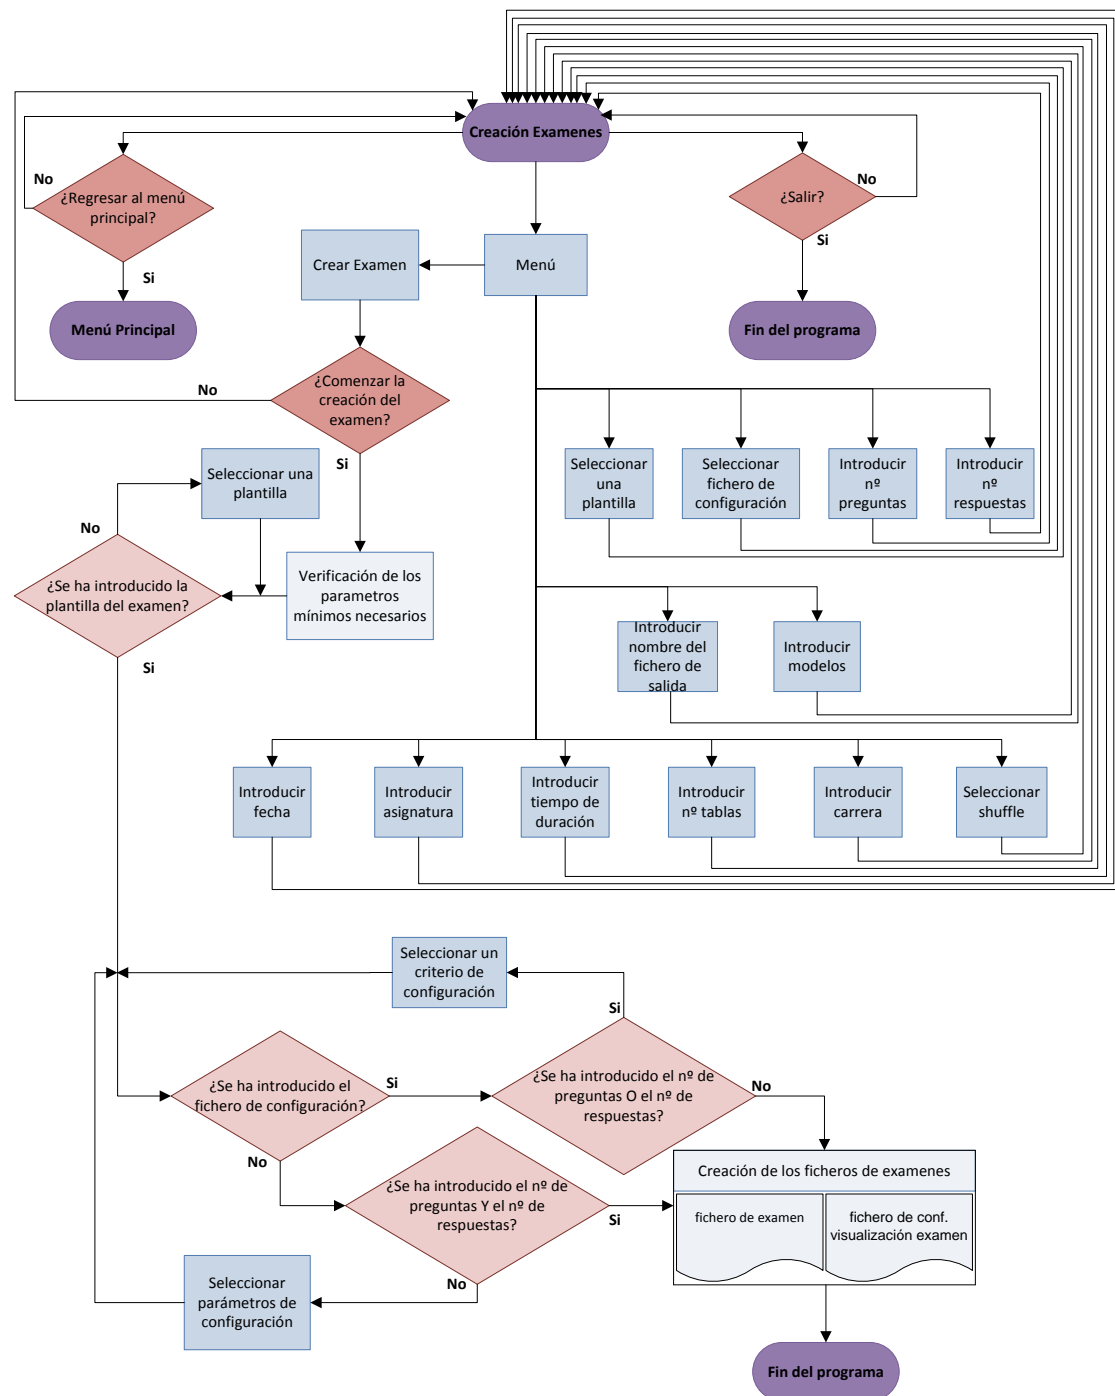 Creación Examenes
No
¿Regresar al menú
principal?
Si
Menú Principal
¿Salir?
No
Si
Fin del programa
Crear Examen
Menú
No
¿Comenzar la
creación del
examen?
Si
Seleccionar
una
plantilla
Seleccionar
fichero de
configuración
Introducir
nº
preguntas
Introducir
nº
respuestas
Seleccionar una
plantilla
No
¿Se ha introducido la
plantilla del examen?
Si
Verificación de los
parametros
mínimos necesarios
Introducir
nombre del
fichero de
salida
Introducir
modelos
Introducir
fecha
Introducir
asignatura
Introducir
tiempo de
duración
Introducir
nº tablas
Introducir
carrera
Seleccionar
shuffle
Seleccionar un
criterio de
configuración
Si
¿Se ha introducido el
fichero de configuración?
Si
¿Se ha introducido el nº de
preguntas O el nº de
respuestas?
No
No
¿Se ha introducido el nº de
preguntas Y el nº de
respuestas?
Si
No
Creación de los ficheros de examenes
fichero de examen
fichero de conf.
visualización examen
Seleccionar
parámetros de
configuración
Fin del programa